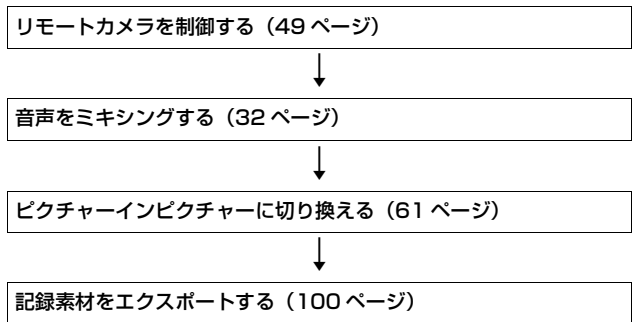 リモートカメラを制御する（49 ページ）
音声をミキシングする（32 ページ）
ピクチャーインピクチャーに切り換える（61 ページ）
記録素材をエクスポートする（100 ページ）